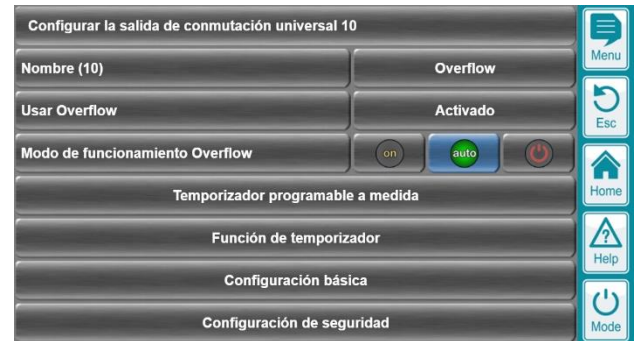 Configurar la salida de conmutación universal 10
Menu
Nombre (10) Overflow
Usar Overflow Activado
Esc
Modo de funcionamiento Overflow on auto
Temporizador programable a medida
Home
Función de temporizador
Help
Configuración básica
Configuración de seguridad
Mode